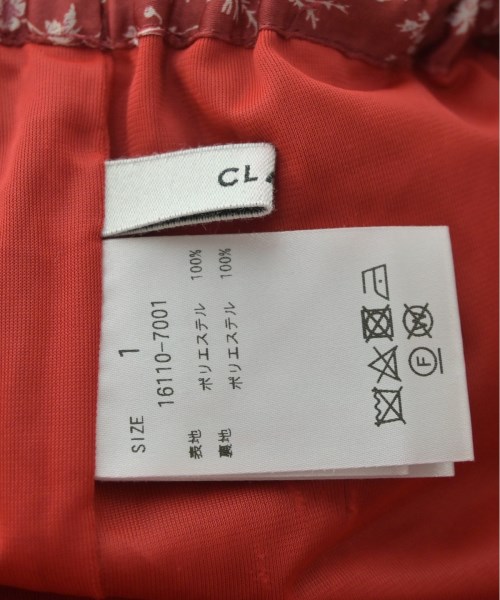 CL
SIZE 1
16110-7001
表地 ポリエステル 100%
裏地 ポリエステル 100%
F